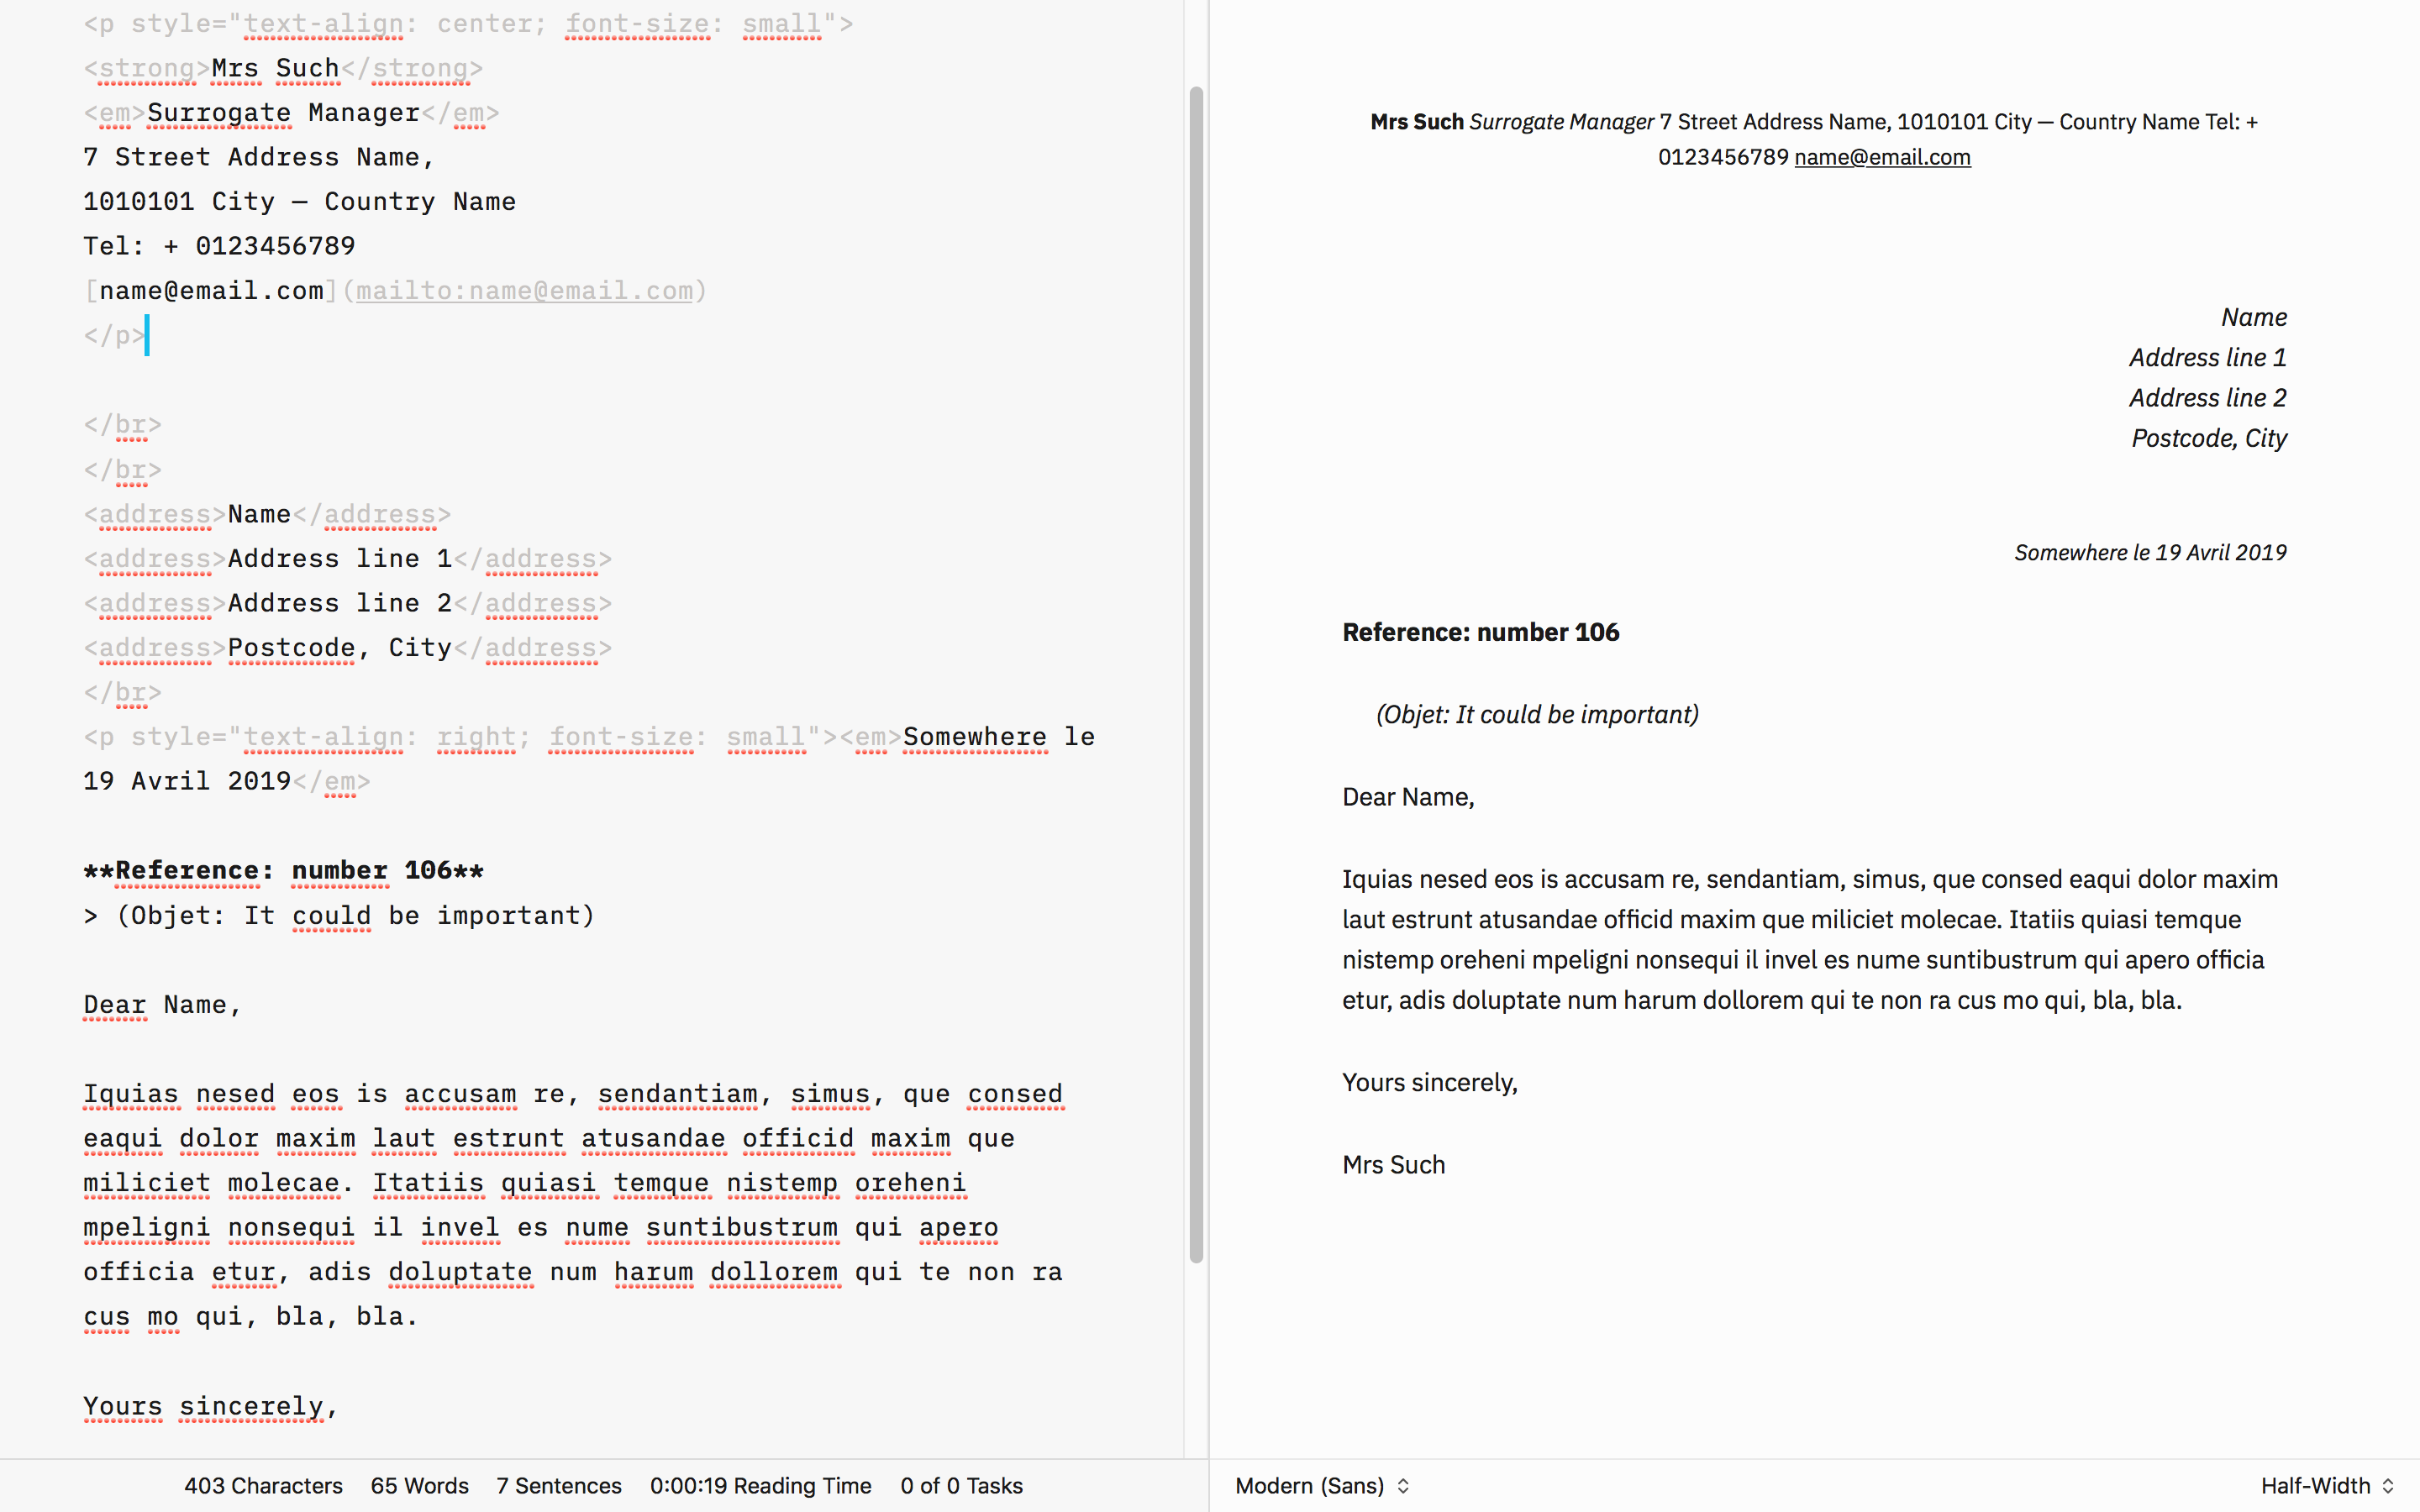 <p style="text-align: center; font-size: small">
<strong>Mrs Such</strong>
<em>Surrogate Manager</em>
7 Street Address Name,
1010101 City — Country Name
Tel: + 0123456789
[name@email.com](mailto:name@email.com)
</p>
</br>
</br>
<address>Name</address>
<address>Address line 1</address>
<address>Address line 2</address>
<address>Postcode, City</address>
</br>
<p style="text-align: right; font-size: small"><em>Somewhere le
19 Avril 2019</em>
**Reference: number 106**
> (Objet: It could be important)
Dear Name,
Iquias nesed eos is accusam re, sendantiam, simus, que consed
eaqui dolor maxim laut estrunt atusandae officid maxim que
miliciet molecae. Itatiis quiasi temque nistemp oreheni
mpeligni nonsequi il invel es nume suntibustrum qui apero
officia etur, adis doluptate num harum dollorem qui te non ra
cus mo qui, bla, bla.
Yours sincerely,
403 Characters 65 Words 7 Sentences 0:00:19 Reading Time 0 of 0 Tasks
Mrs Such Surrogate Manager 7 Street Address Name, 1010101 City — Country Name Tel: +
0123456789 name@email.com
Name
Address line 1
Address line 2
Postcode, City
Somewhere le 19 Avril 2019
Reference: number 106
(Objet: It could be important)
Dear Name,
Iquias nesed eos is accusam re, sendantiam, simus, que consed eaqui dolor maxim
laut estrunt atusandae officid maxim que miliciet molecae. Itatiis quiasi temque
nistemp oreheni mpeligni nonsequi il invel es nume suntibustrum qui apero officia
etur, adis doluptate num harum dollorem qui te non ra cus mo qui, bla, bla.
Yours sincerely,
Mrs Such
Modern (Sans) Half-Width